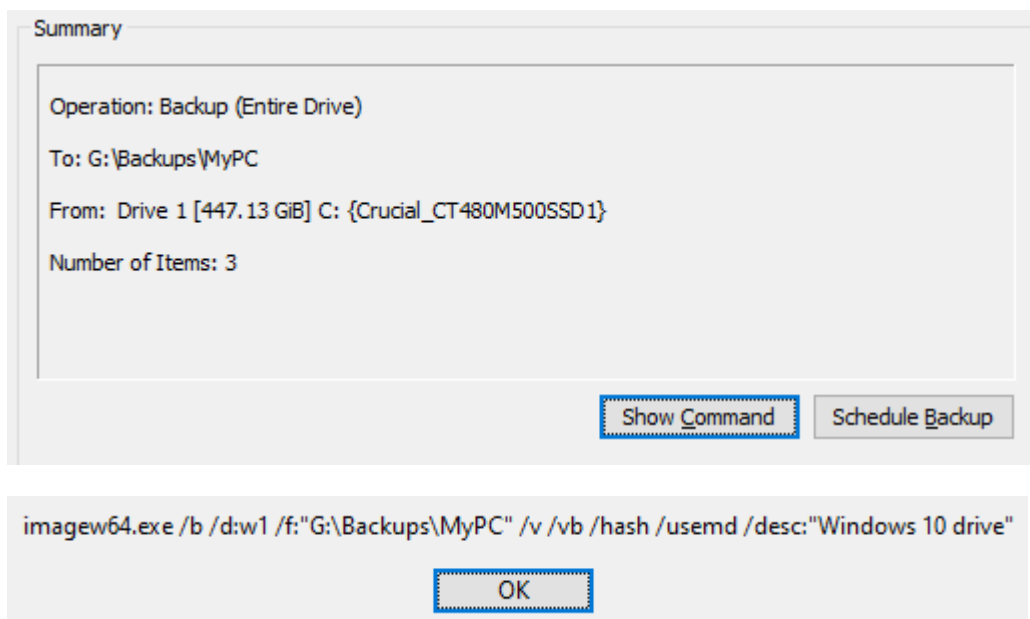 Summary
Operation: Backup (Entire Drive)
To: G:\Backups\MyPC
From:  Drive 1 [447.13 GiB] C: {Crucial_CT480M500SSD1}
Number of Items: 3
Show Command
Schedule Backup
imagew64.exe /b /d:w1 /f:"G:\Backups\MyPC" /v /vb /hash /usemd /desc:"Windows 10 drive"
OK